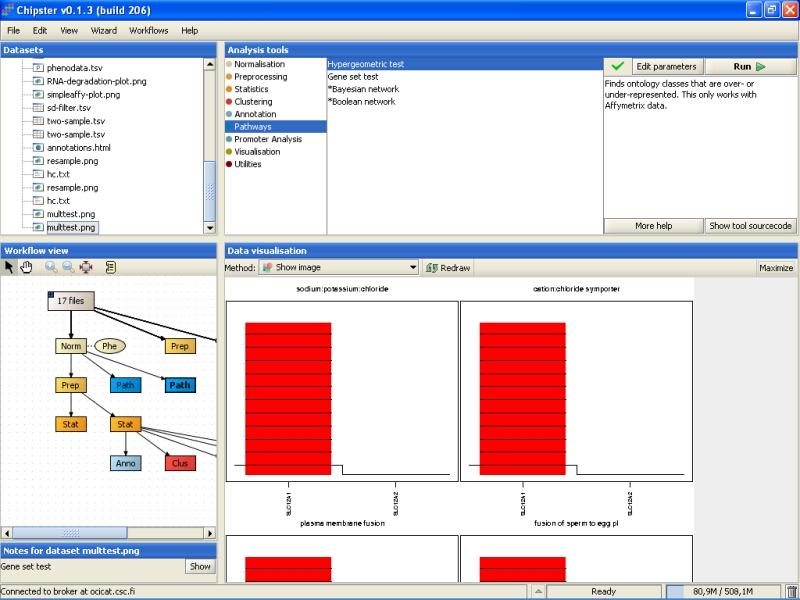 Chipster v0.1.3 (build 206)
File Edit View Wizard Workflows Help
Datasets
phenodata.tsv
RNA-degradation-plot.png
simpleaffy-plot.png
sd-filter.tsv
two-sample.tsv
two-sample.tsv
annotations.html
resample.png
hc.txt
resample.png
hc.txt
multtest.png
multtest.png
Analysis tools
Normalisation
Preprocessing
Statistics
Clustering
Annotation
Pathways
Promoter Analysis
Visualisation
Utilities
Hypergeometric test
Gene set test
*Bayesian network
*Boolean network
Edit parameters
Run
Finds ontology classes that are over- or
under-represented. This only works with
Affymetrix data.
More help
Show tool sourcecode
Workflow view
17 files
Norm
Phe
Prep
Prep
Path
Path
Stat
Stat
Anno
Clus
Notes for dataset multtest.png
Gene set test
Show
Data visualisation
Method:
Show image
Redraw
Maximize
sodium:potassium:chloride
cation:chloride symporter
SLC12A1
SLC12A2
SLC12A1
SLC12A2
plasma membrane fusion
fusion of sperm to egg pl
Connected to broker at ocicat.csc.fi
Ready
80,9M / 508,1M